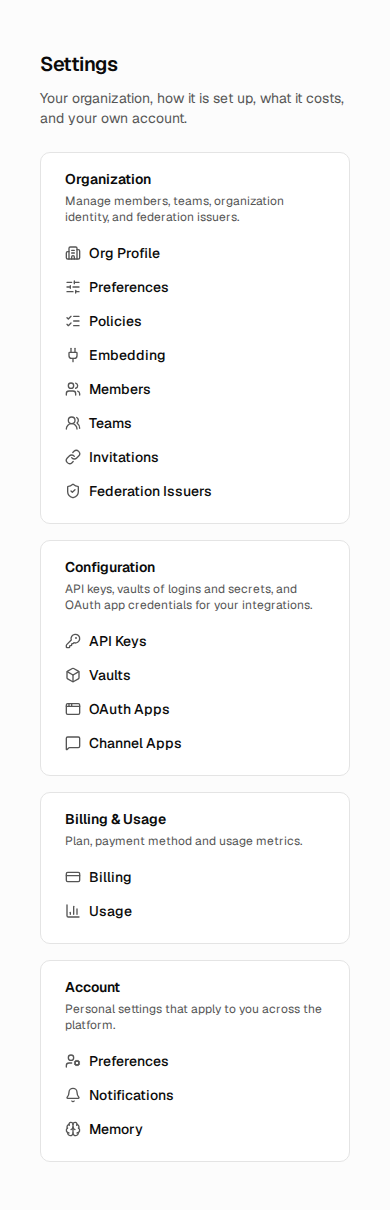 Settings
Your organization, how it is set up, what it costs,
and your own account.
Organization
Manage members, teams, organization
identity, and federation issuers.
Org Profile
Preferences
Policies
Embedding
Members
Teams
Invitations
Federation Issuers
Configuration
API keys, vaults of logins and secrets, and
OAuth app credentials for your integrations.
API Keys
Vaults
OAuth Apps
Channel Apps
Billing & Usage
Plan, payment method and usage metrics.
Billing
Usage
Account
Personal settings that apply to you across the
platform.
Preferences
Notifications
Memory